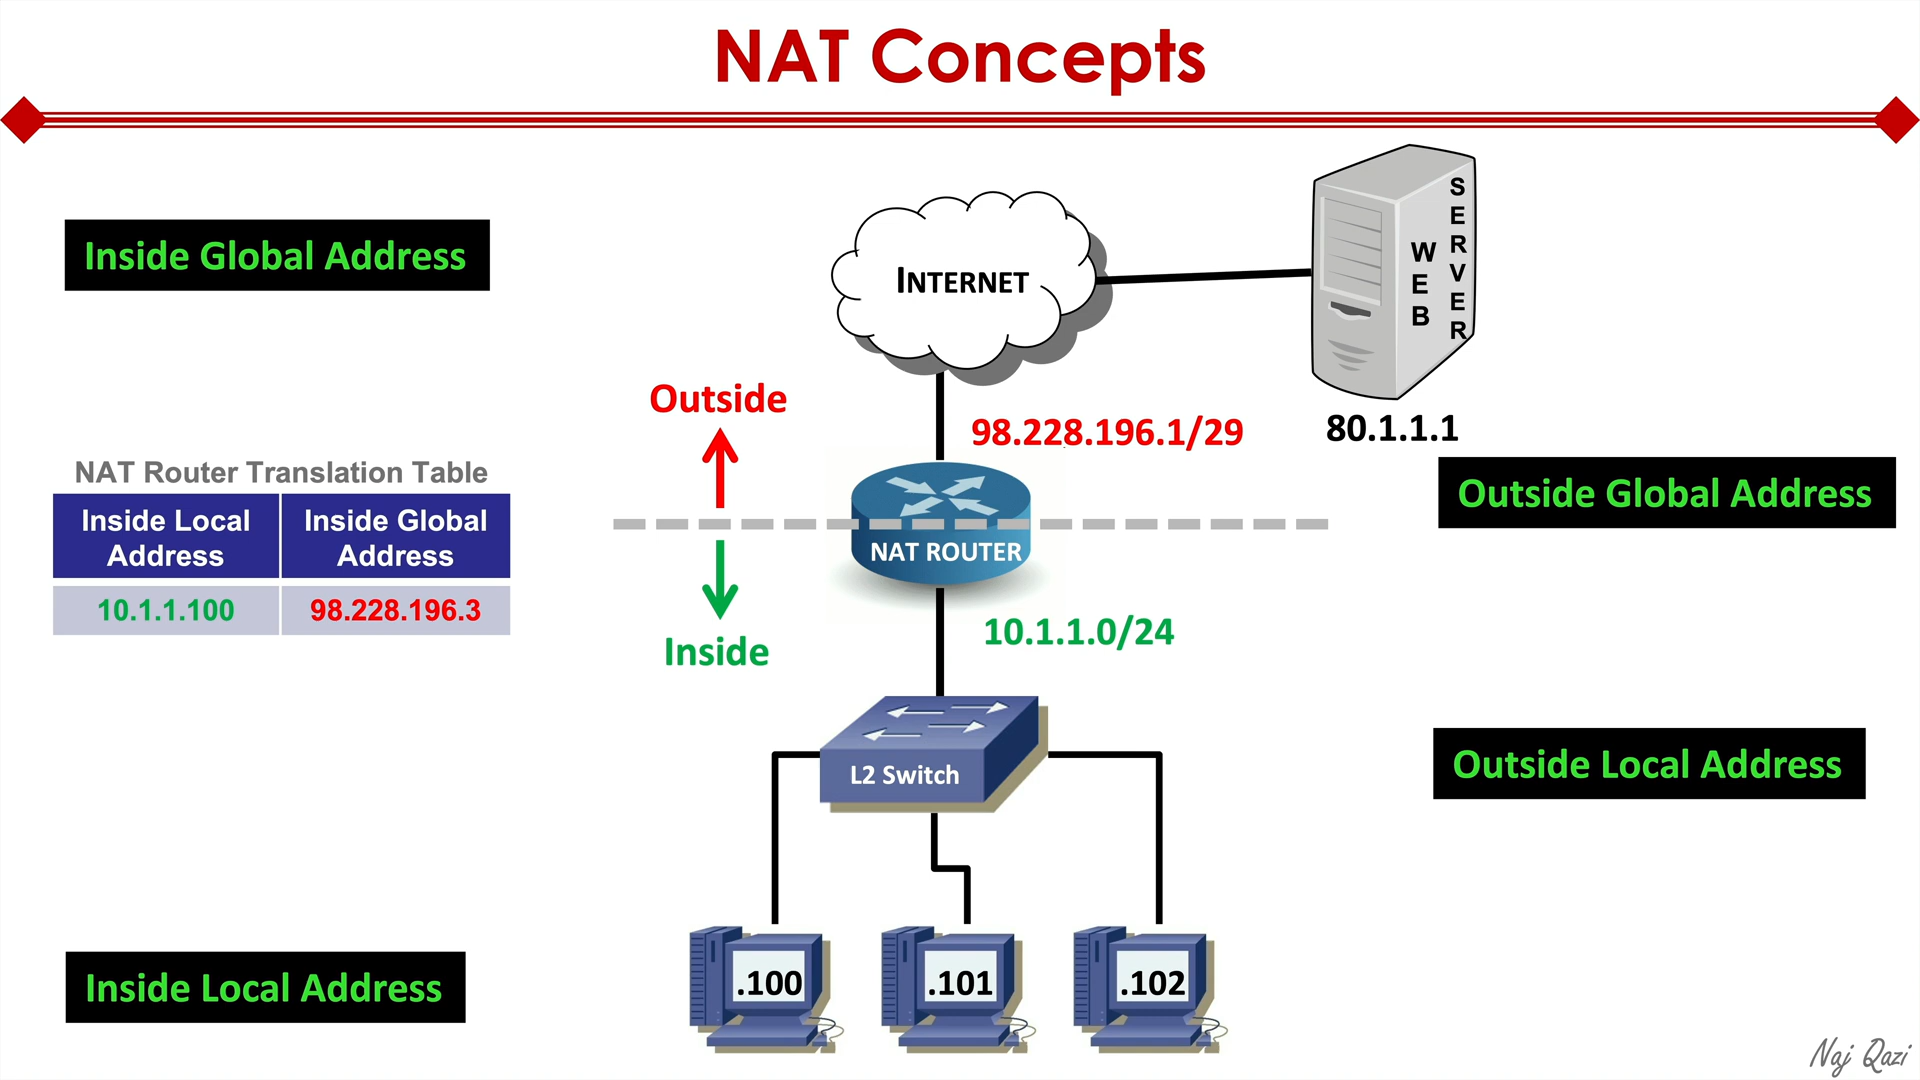 NAT Concepts
Inside Global Address
INTERNET
WEB
SERVER
Outside
98.228.196.1/29
80.1.1.1
NAT Router Translation Table
Inside Local Address
Inside Global Address
10.1.1.100
98.228.196.3
Outside Global Address
NAT ROUTER
Inside
10.1.1.0/24
L2 Switch
Outside Local Address
Inside Local Address
.100
.101
.102
Naj Qazi